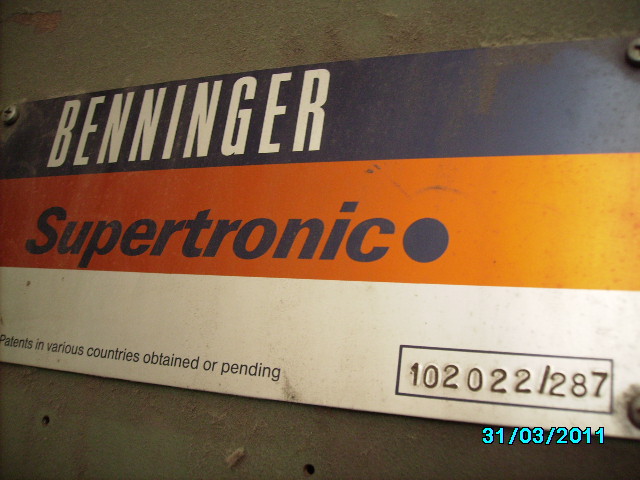 BENNINGER
Supertronic
Patents in various countries obtained or pending
102022/287
31/03/2011